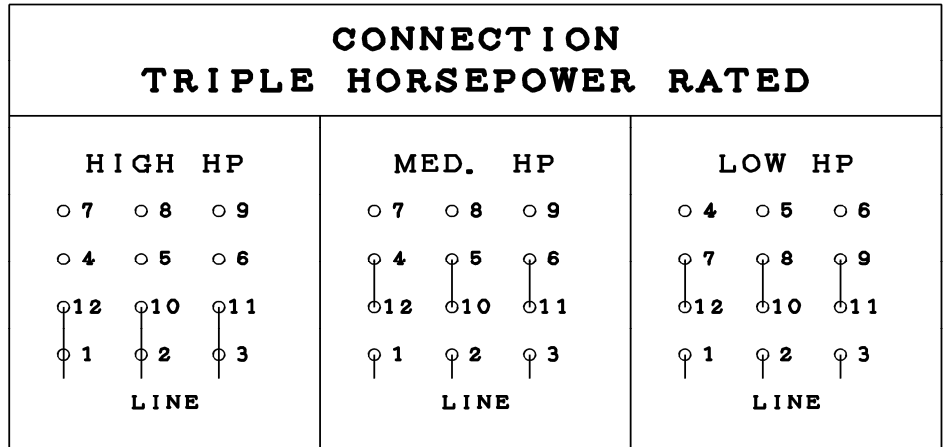 CONNECTION
TRIPLE HORSEPOWER RATED
HIGH HP
7 8 9
4 5 6
12 10 11
1 2 3
LINE
MED. HP
7 8 9
4 5 6
12 10 11
1 2 3
LINE
LOW HP
4 5 6
7 8 9
12 10 11
1 2 3
LINE